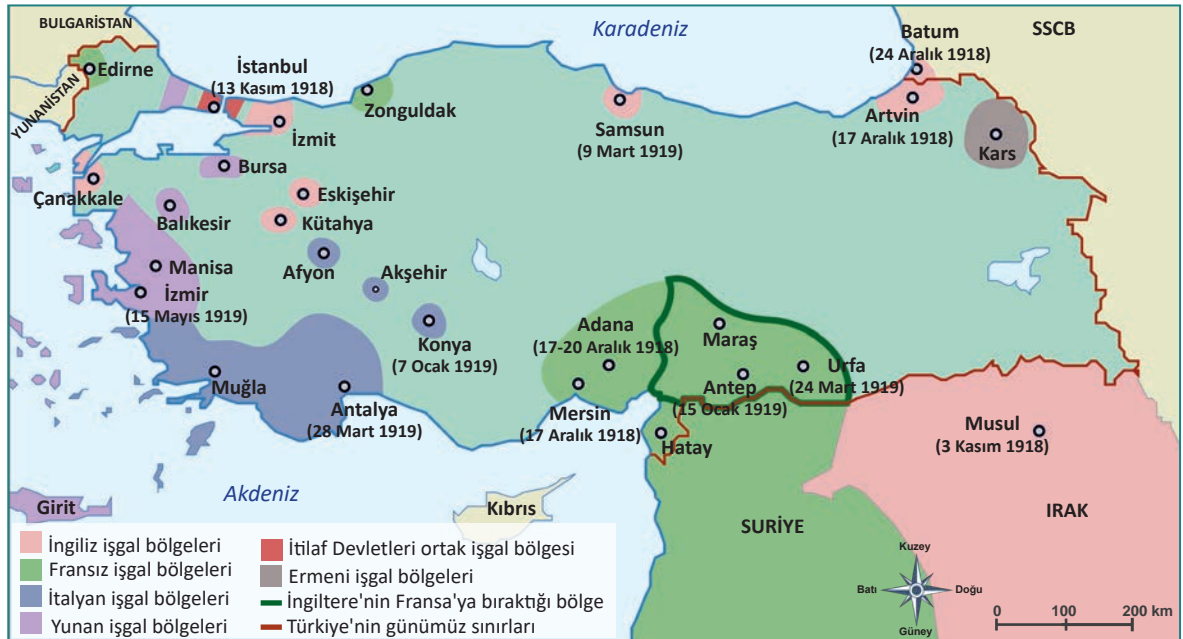 BULGARİSTAN
Karadeniz
Batum
(24 Aralık 1918)
SSCB
Edirne
İstanbul
(13 Kasım 1918)
YUNANİSTAN
Zonguldak
İzmit
Samsun
(9 Mart 1919)
Artvin
(17 Aralık 1918)
Kars
Bursa
Çanakkale
Eskişehir
Balıkesir
Kütahya
Afyon
Akşehir
Manisa
İzmir
(15 Mayıs 1919)
Konya
(7 Ocak 1919)
Adana
(17-20 Aralık 1918)
Maraş
Urfa
(24 Mart 1919)
Antep
(15 Ocak 1919)
Muğla
Antalya
(28 Mart 1919)
Mersin
(17 Aralık 1918)
Hatay
Musul
(3 Kasım 1918)
Akdeniz
Girit
Kıbrıs
SURİYE
IRAK
İngiliz işgal bölgeleri
Fransız işgal bölgeleri
İtalyan işgal bölgeleri
Yunan işgal bölgeleri
İtilaf Devletleri ortak işgal bölgesi
Ermeni işgal bölgeleri
İngiltere'nin Fransa'ya bıraktığı bölge
Türkiye'nin günümüz sınırları
Kuzey
Batı
Doğu
Güney
0 100 200 km